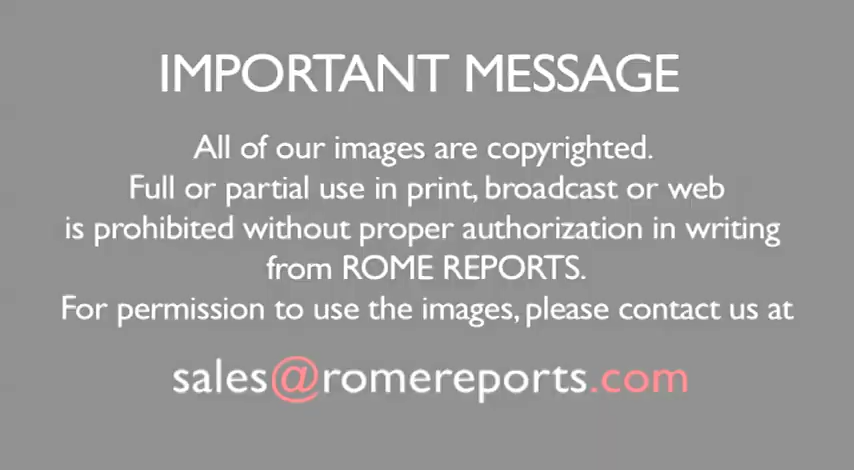 IMPORTANT MESSAGE
All of our images are copyrighted.
Full or partial use in print, broadcast or web
is prohibited without proper authorization in writing
from ROME REPORTS.
For permission to use the images, please contact us at
sales@romereports.com